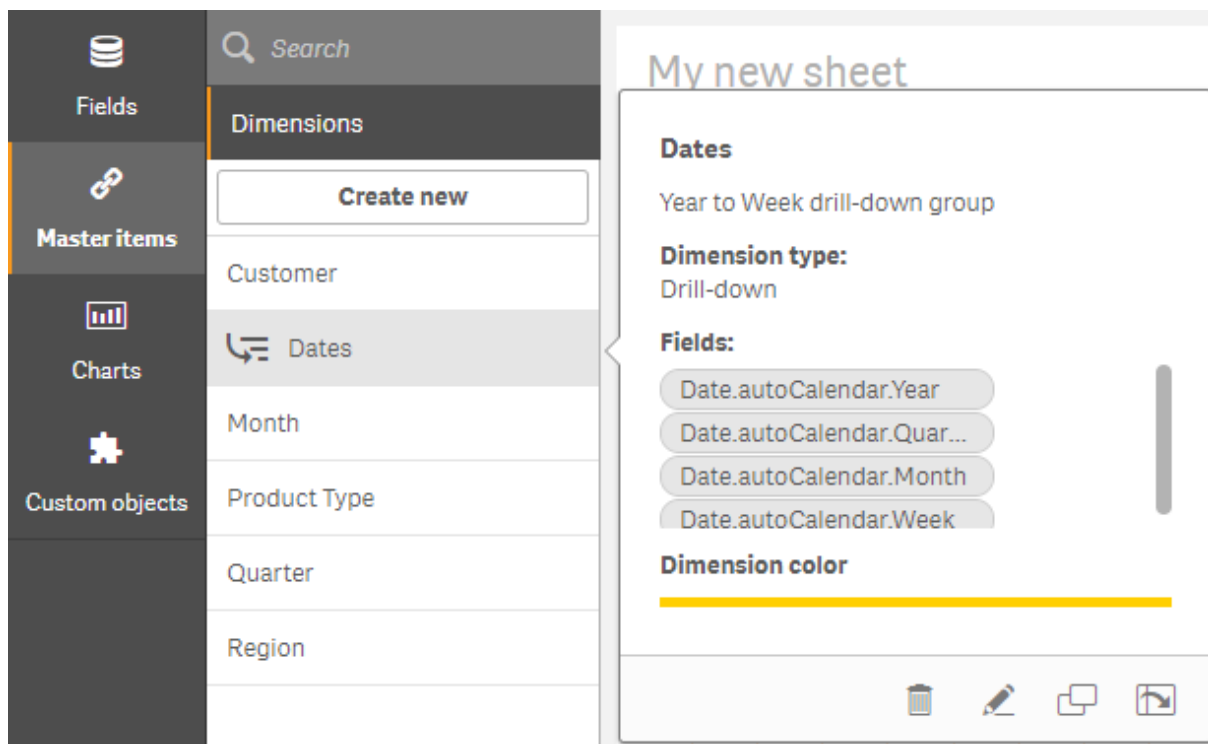 Fields
Master items
Charts
Custom objects
Search
Dimensions
Create new
Customer
Dates
Month
Product Type
Quarter
Region
My new sheet
Dates
Year to Week drill-down group
Dimension type:
Drill-down
Fields:
Date.autoCalendar.Year
Date.autoCalendar.Quar...
Date.autoCalendar.Month
Date.autoCalendar.Week
Dimension color